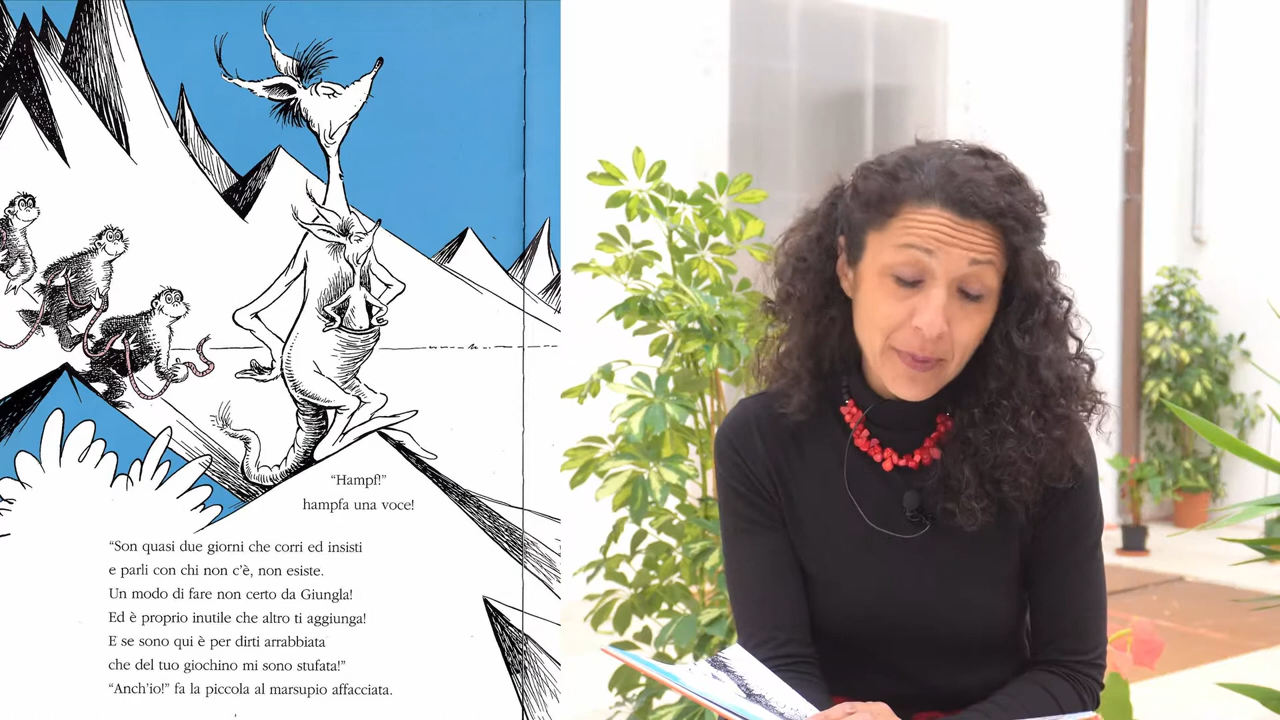 “Hampf!”
hampfa una voce!
“Son quasi due giorni che corri ed insisti
e parli con chi non c’è, non esiste.
Un modo di fare non certo da Giungla!
Ed è proprio inutile che altro ti aggiunga!
E se sono qui è per dirti arrabbiata
che del tuo giochino mi sono stufata!”
“Anch’io!” fa la piccola al marsupio affacciata.